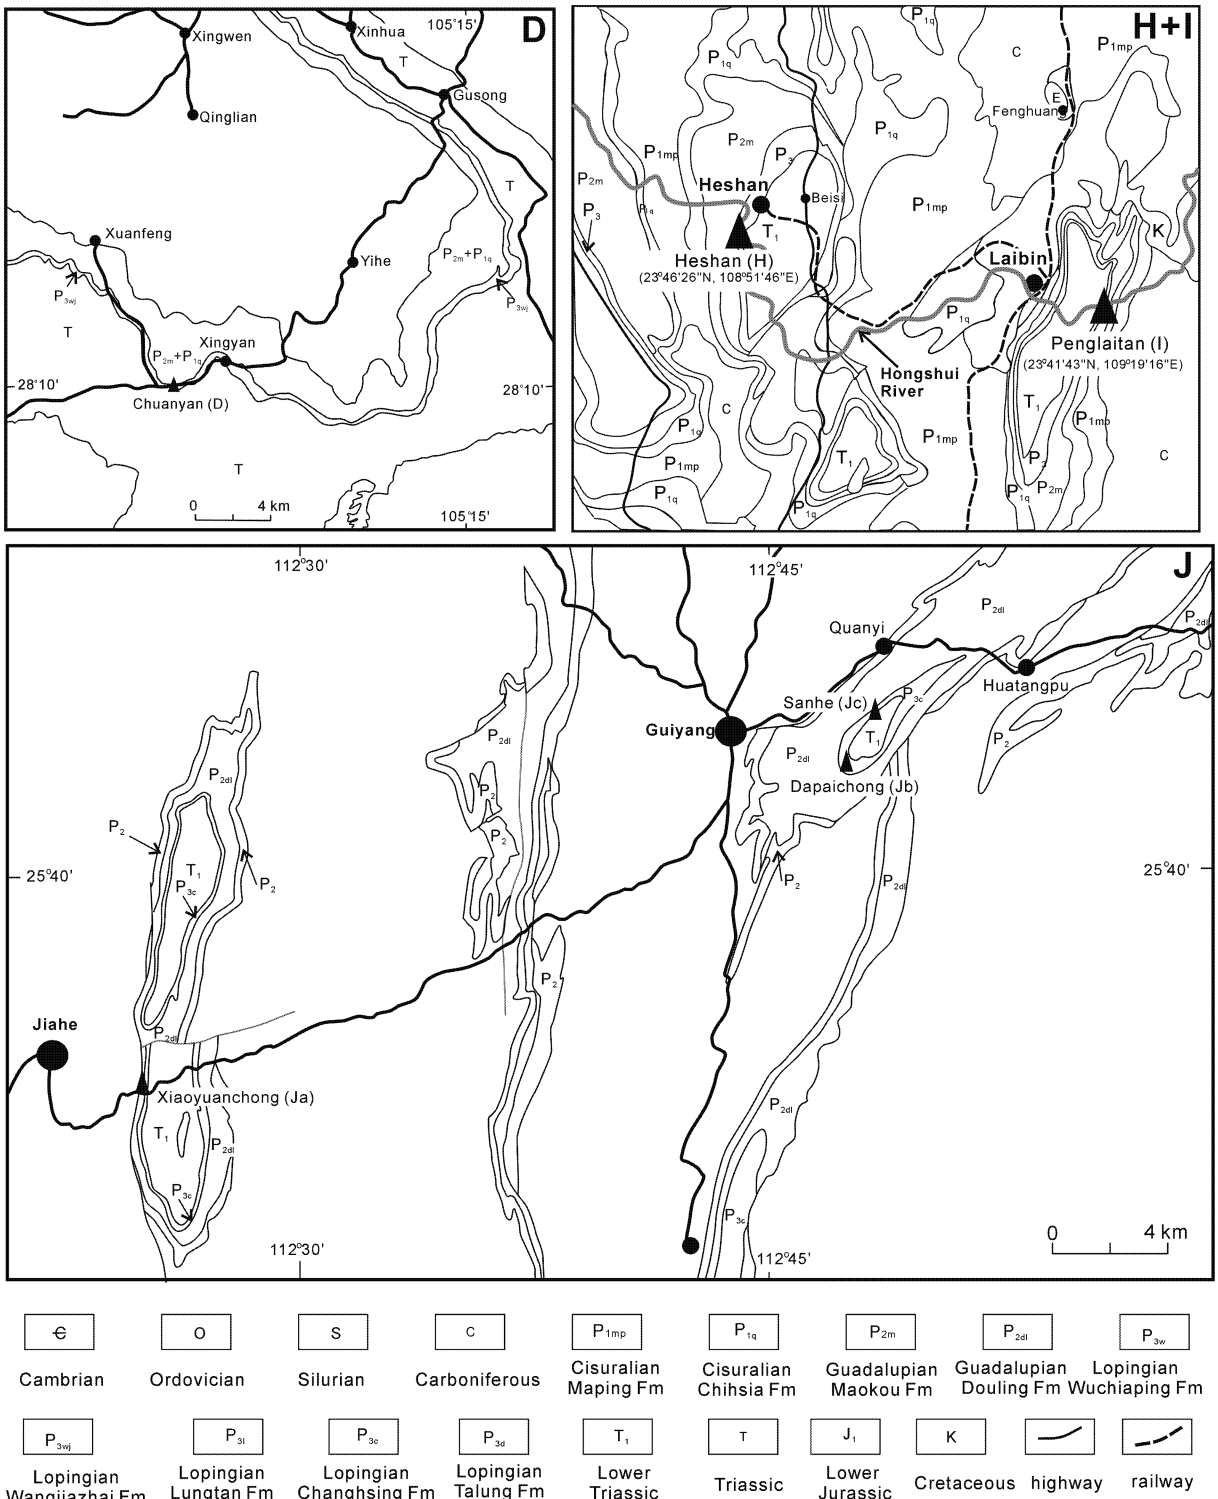 D
Xingwen
Xinhua
105°15'
T
Gusong
Qinglian
T
Xuanfeng
P2m+P1q
Yihe
P3wj
P3wj
T
Xingyan
P2m+P1q
28°10'
28°10'
Chuanyan (D)
T
0 4 km
105°15'
H+I
P1q
C
P1mp
P1q
E
Fenghuan
P1q
P2m
P1mp
P3
P2m
Heshan
Beisi
P1q
P1mp
P3
T1
K
Heshan (H)
Laibin
(23°46'26"N, 108°51'46"E)
P1q
Penglaitan (I)
(23°41'43"N, 109°19'16"E)
Hongshui
River
T1
C
P1mp
P1q
P1mp
C
T1
P1mp
P3
P1q
P1q
P2m
P1q
J
112°30'
112°45'
P2dl
P2dl
Quanyi
Huatangpu
Sanhe (Jc)
P3c
Guiyang
T1
P2dl
P2
P2dl
P2dl
Dapaichong (Jb)
P2
P2
P2
T1
25°40'
25°40'
P3c
P2
P2
P2dl
P2
Jiahe
P2dl
Xiaoyuanchong (Ja)
P2dl
T1
P2dl
P3c
P3c
0 4 km
112°30'
112°45'
Є O S C P1mp P1q P2m P2dl P3w
Cambrian Ordovician Silurian Carboniferous Cisuralian Cisuralian Guadalupian Guadalupian Lopingian
Maping Fm Chihsia Fm Maokou Fm Douling Fm Wuchiaping Fm
P3wj P3l P3c P3d T1 T J1 K
Lopingian Lopingian Lopingian Lopingian Lower Triassic Lower Cretaceous highway railway
Wangjiazhai Fm Lungtan Fm Changhsing Fm Talung Fm Triassic Jurassic